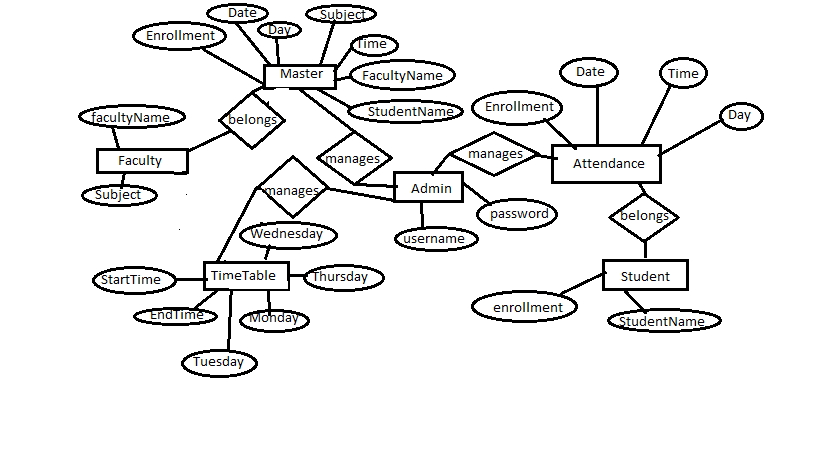 Date
Subject
Day
Enrollment
Time
Master
FacultyName
StudentName
facultyName
belongs
Faculty
Subject
manages
manages
Admin
manages
Enrollment
Date
Time
Day
Attendance
password
username
belongs
Wednesday
StartTime
TimeTable
Thursday
EndTime
Monday
Tuesday
Student
enrollment
StudentName